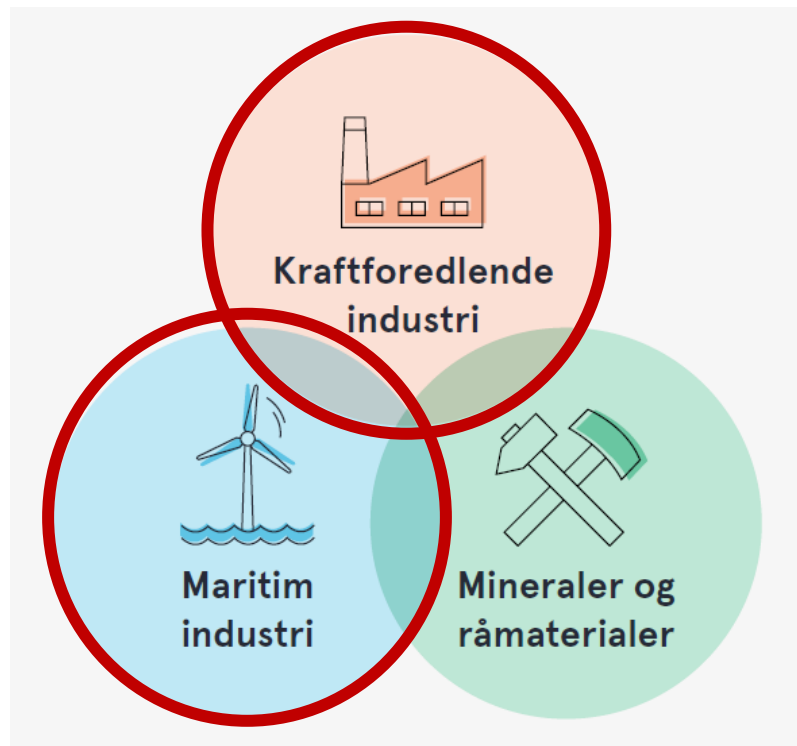 Kraftforedlende
industri
Maritim
industri
Mineraler og
råmaterialer